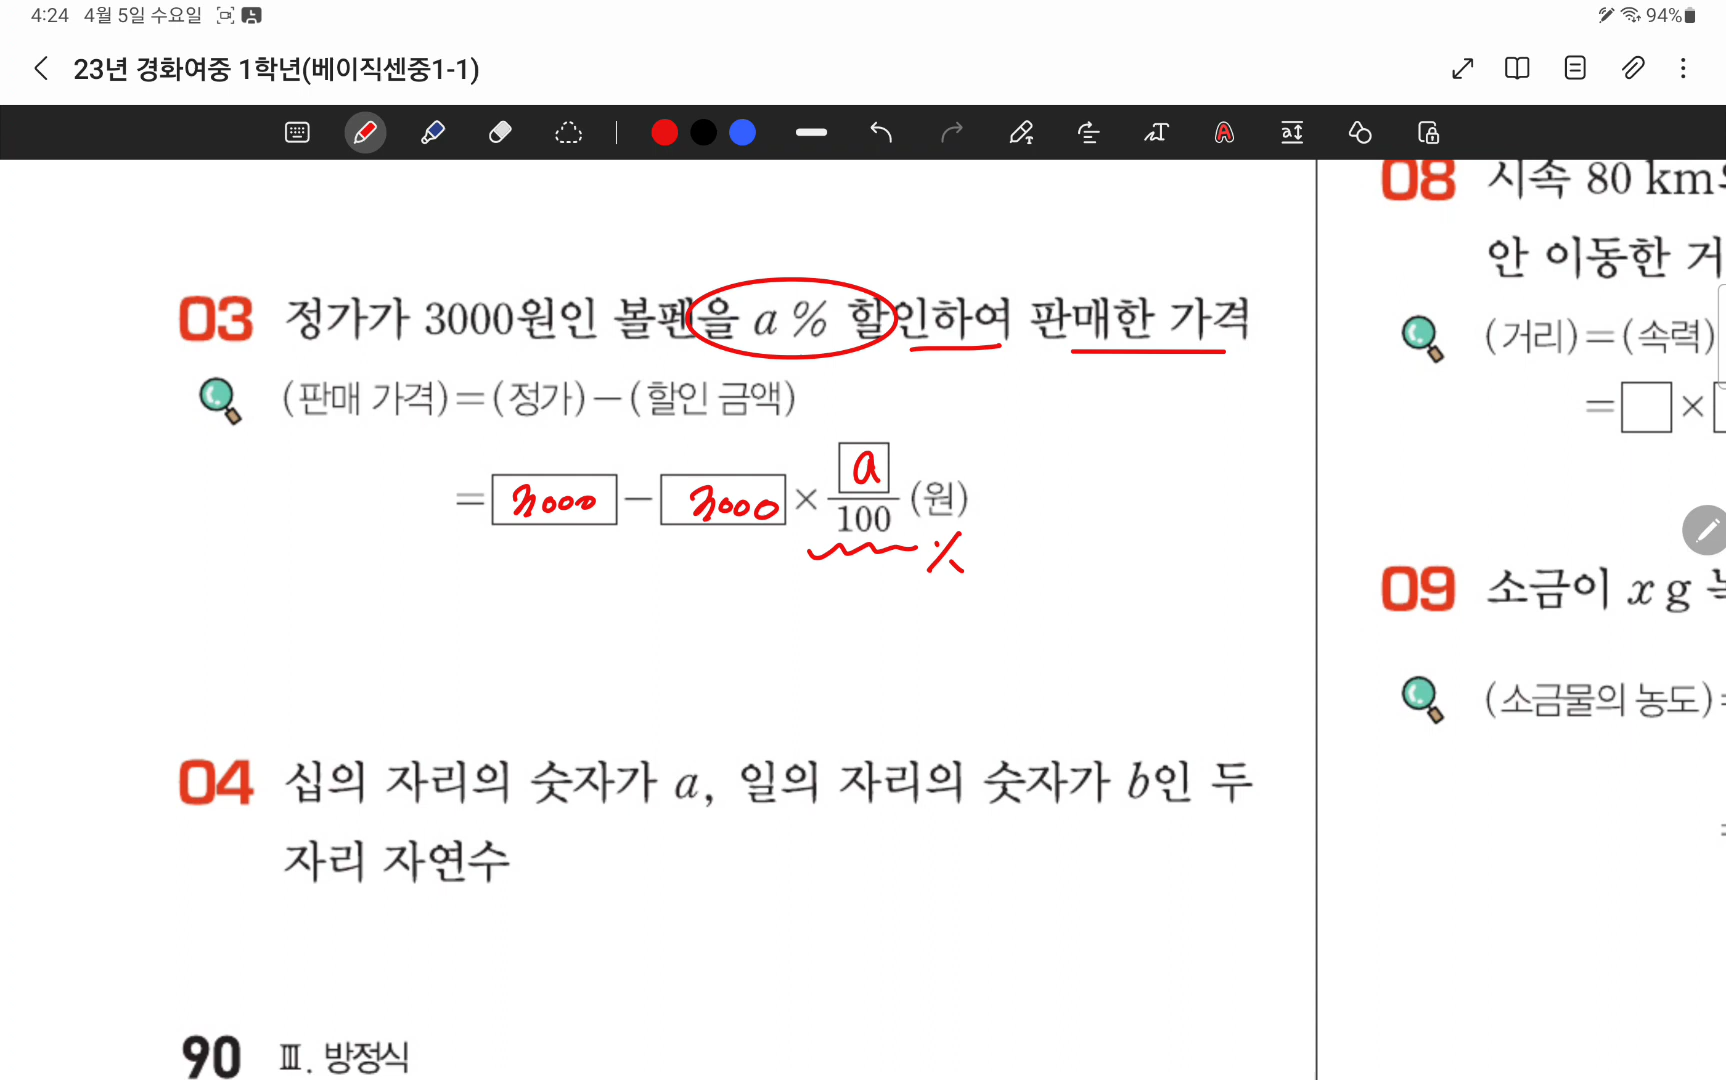 4:24 4월 5일 수요일 94%
23년 경화여중 1학년(베이직쎈중1-1)
03 정가가 3000원인 볼펜을 a % 할인하여 판매한 가격
(판매 가격)=(정가)-(할인 금액)
=3000-3000×a/100(원)
%
04 십의 자리의 숫자가 a, 일의 자리의 숫자가 b인 두
자리 자연수
90 Ⅲ. 방정식
08 시속 80 km
안 이동한 거
(거리)=(속력)
=□×
09 소금이 x g
(소금물의 농도)=
=